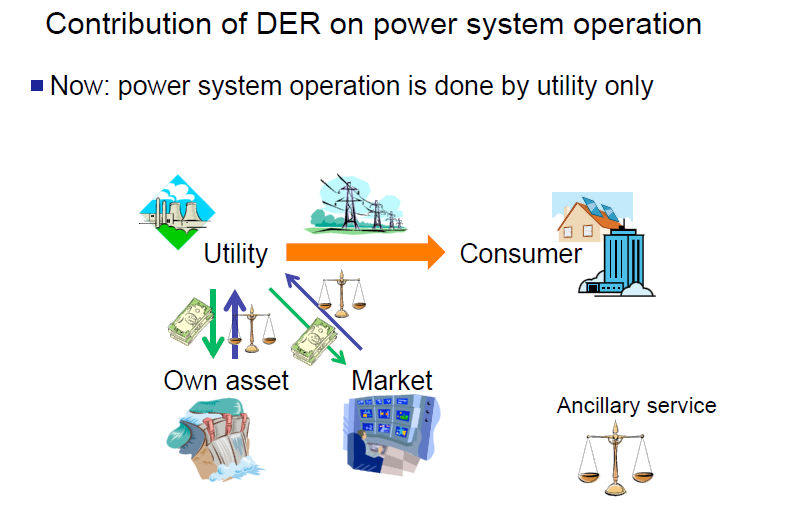 Contribution of DER on power system operation
Now: power system operation is done by utility only
Utility
Consumer
Own asset
Market
Ancillary service